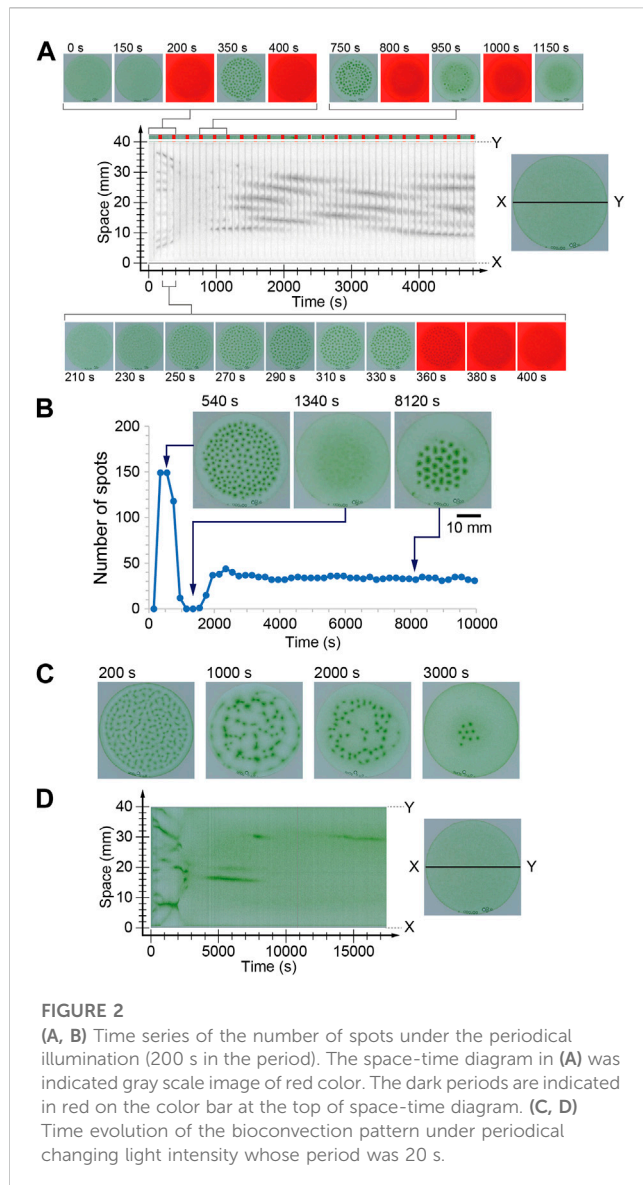 A
0 s 150 s 200 s 350 s 400 s 750 s 800 s 950 s 1000 s 1150 s
Y
40
30
20
10
0
Space (mm)
X
0 1000 2000 3000 4000
Time (s)
X Y
210 s 230 s 250 s 270 s 290 s 310 s 330 s 360 s 380 s 400 s
B
540 s 1340 s 8120 s
200
150
100
50
0
Number of spots
10 mm
0 2000 4000 6000 8000 10000
Time (s)
C
200 s 1000 s 2000 s 3000 s
D
Y
40
30
20
10
0
Space (mm)
X
0 5000 10000 15000
Time (s)
X Y
FIGURE 2
(A, B) Time series of the number of spots under the periodical
illumination (200 s in the period). The space-time diagram in (A) was
indicated gray scale image of red color. The dark periods are indicated
in red on the color bar at the top of space-time diagram. (C, D)
Time evolution of the bioconvection pattern under periodical
changing light intensity whose period was 20 s.